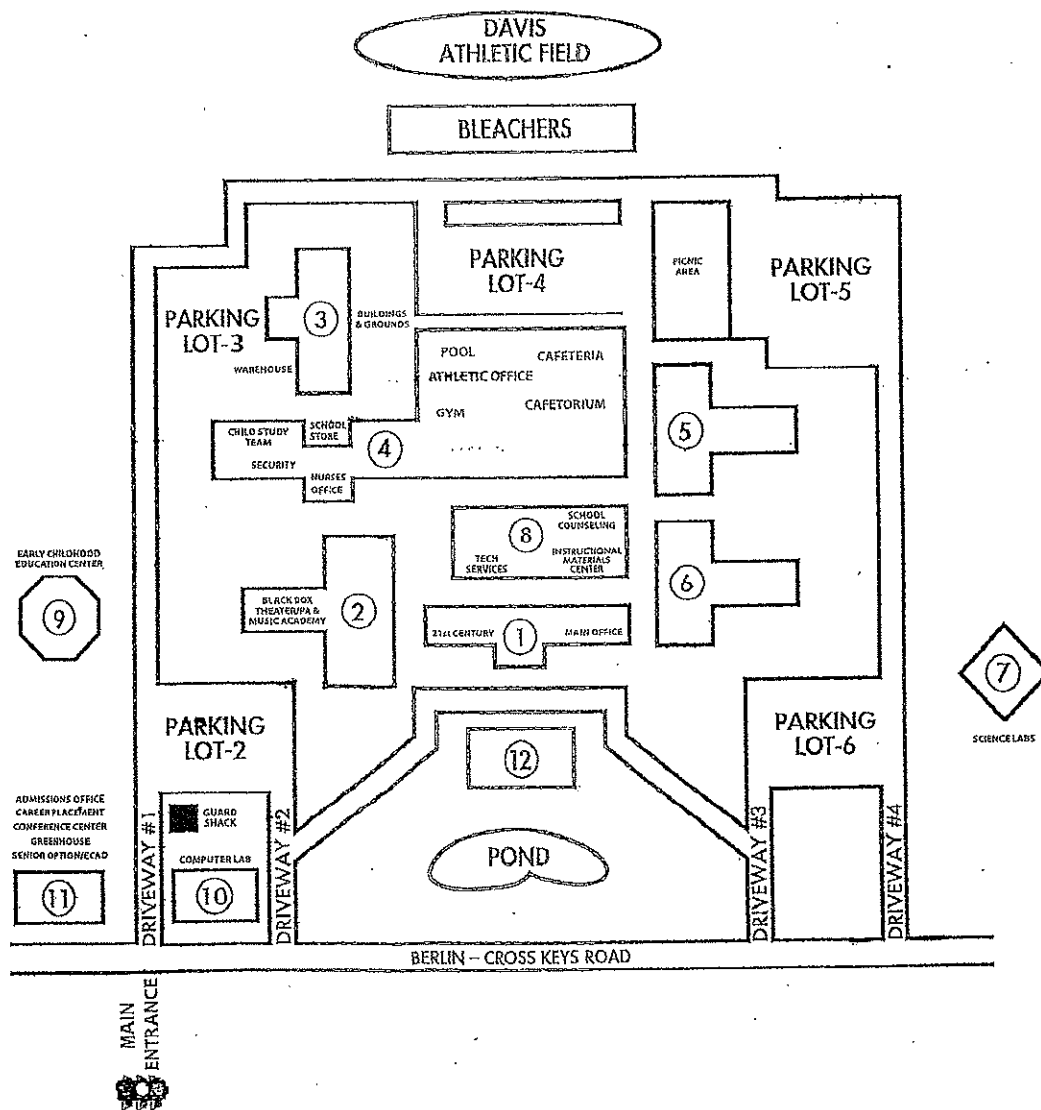 DAVIS
ATHLETIC FIELD
BLEACHERS
PARKING
LOT-4
PICNIC
AREA
PARKING
LOT-5
PARKING
LOT-3
3
BUILDINGS
& GROUNDS
WAREHOUSE
POOL
CAFETERIA
ATHLETIC OFFICE
GYM
CAFETORIUM
CHILD STUDY
TEAM
SCHOOL
STORE
4
SECURITY
NURSES
OFFICE
5
8
SCHOOL
COUNSELING
TECH
SERVICES
INSTRUCTIONAL
MATERIALS
CENTER
6
EARLY CHILDHOOD
EDUCATION CENTER
9
BLACK BOX
THEATER/PA &
MUSIC ACADEMY
2
21st CENTURY
1
MAIN OFFICE
7
SCIENCE LABS
PARKING
LOT-2
12
PARKING
LOT-6
ADMISSIONS OFFICE
CAREER PLACEMENT
CONFERENCE CENTER
GREENHOUSE
SENIOR OPTION/ECAD
11
DRIVEWAY #1
GUARD
SHACK
COMPUTER LAB
10
DRIVEWAY #2
POND
DRIVEWAY #3
DRIVEWAY #4
BERLIN – CROSS KEYS ROAD
MAIN
ENTRANCE